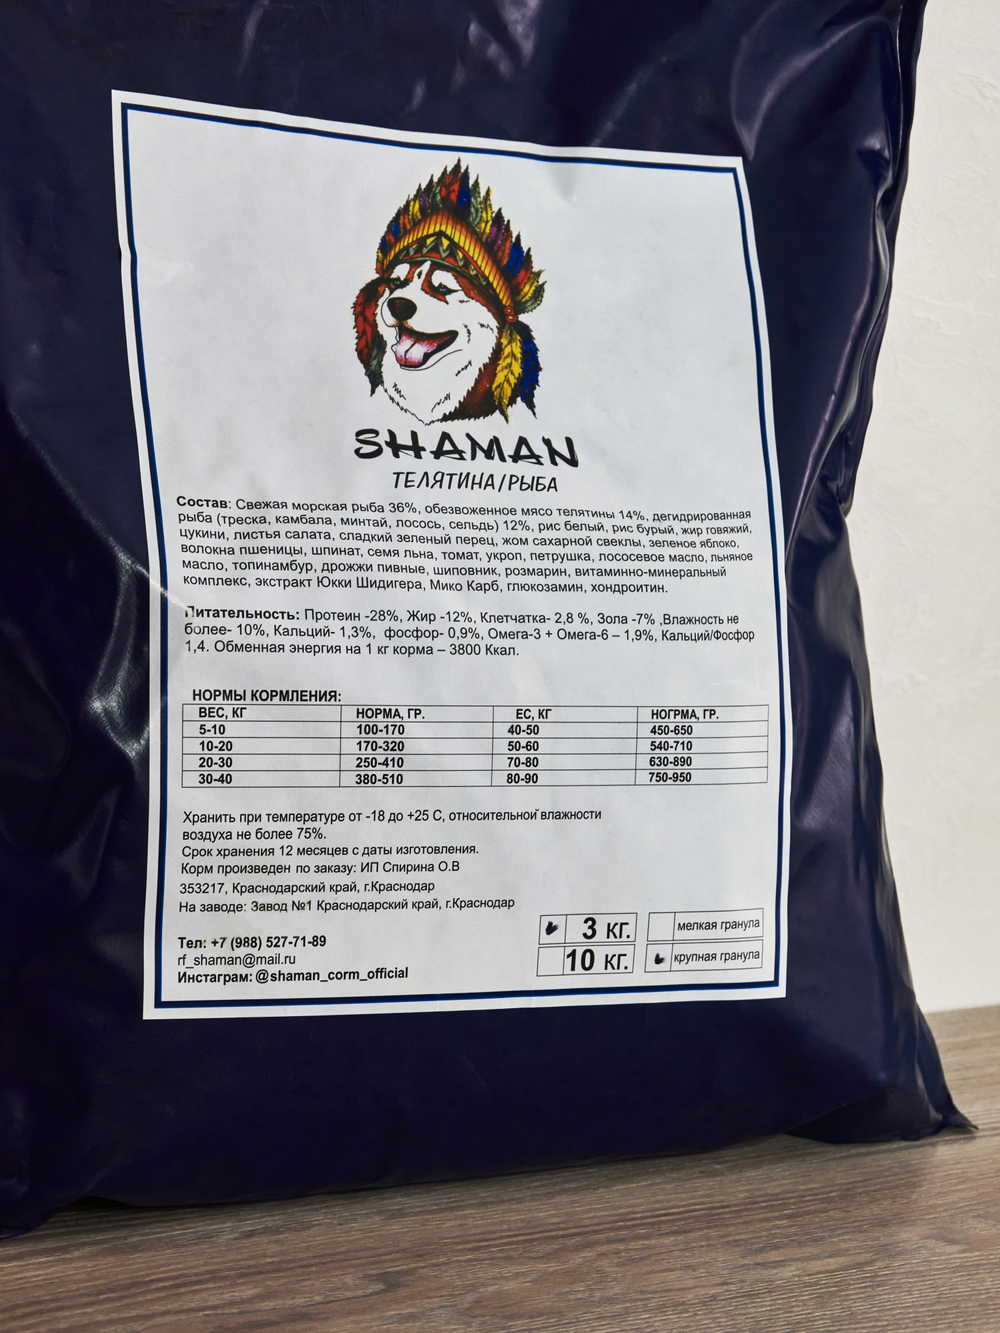 SHAMAN
ТЕЛЯТИНА/РЫБА
Состав: Свежая морская рыба 36%, обезвоженное мясо телятины 14%, дегидрированная
рыба (треска, камбала, минтай, лосось, сельдь) 12%, рис белый, рис бурый, жир говяжий,
цукини, листья салата, сладкий зеленый перец, жом сахарной свеклы, зеленое яблоко,
волокна пшеницы, шпинат, семя льна, томат, укроп, петрушка, лососевое масло, льняное
масло, топинамбур, дрожжи пивные, шиповник, розмарин, витаминно-минеральный
комплекс, экстракт Юкки Шидигера, Мико Карб, глюкозамин, хондроитин.
Питательность: Протеин -28%, Жир -12%, Клетчатка- 2,8 %, Зола -7% ,Влажность не
более- 10%, Кальций- 1,3%, фосфор- 0,9%, Омега-3 + Омега-6 – 1,9%, Кальций/Фосфор
1,4. Обменная энергия на 1 кг корма – 3800 Ккал.
НОРМЫ КОРМЛЕНИЯ:
ВЕС, КГ НОРМА, ГР. ЕС, КГ НОГРМА, ГР.
5-10 100-170 40-50 450-650
10-20 170-320 50-60 540-710
20-30 250-410 70-80 630-890
30-40 380-510 80-90 750-950
Хранить при температуре от -18 до +25 С, относительной влажности
воздуха не более 75%.
Срок хранения 12 месяцев с даты изготовления.
Корм произведен по заказу: ИП Спирина О.В
353217, Краснодарский край, г.Краснодар
На заводе: Завод №1 Краснодарский край, г.Краснодар
Тел: +7 (988) 527-71-89
rf_shaman@mail.ru
Инстаграм: @shaman_corm_official
3 КГ. мелкая гранула
10 КГ. крупная гранула